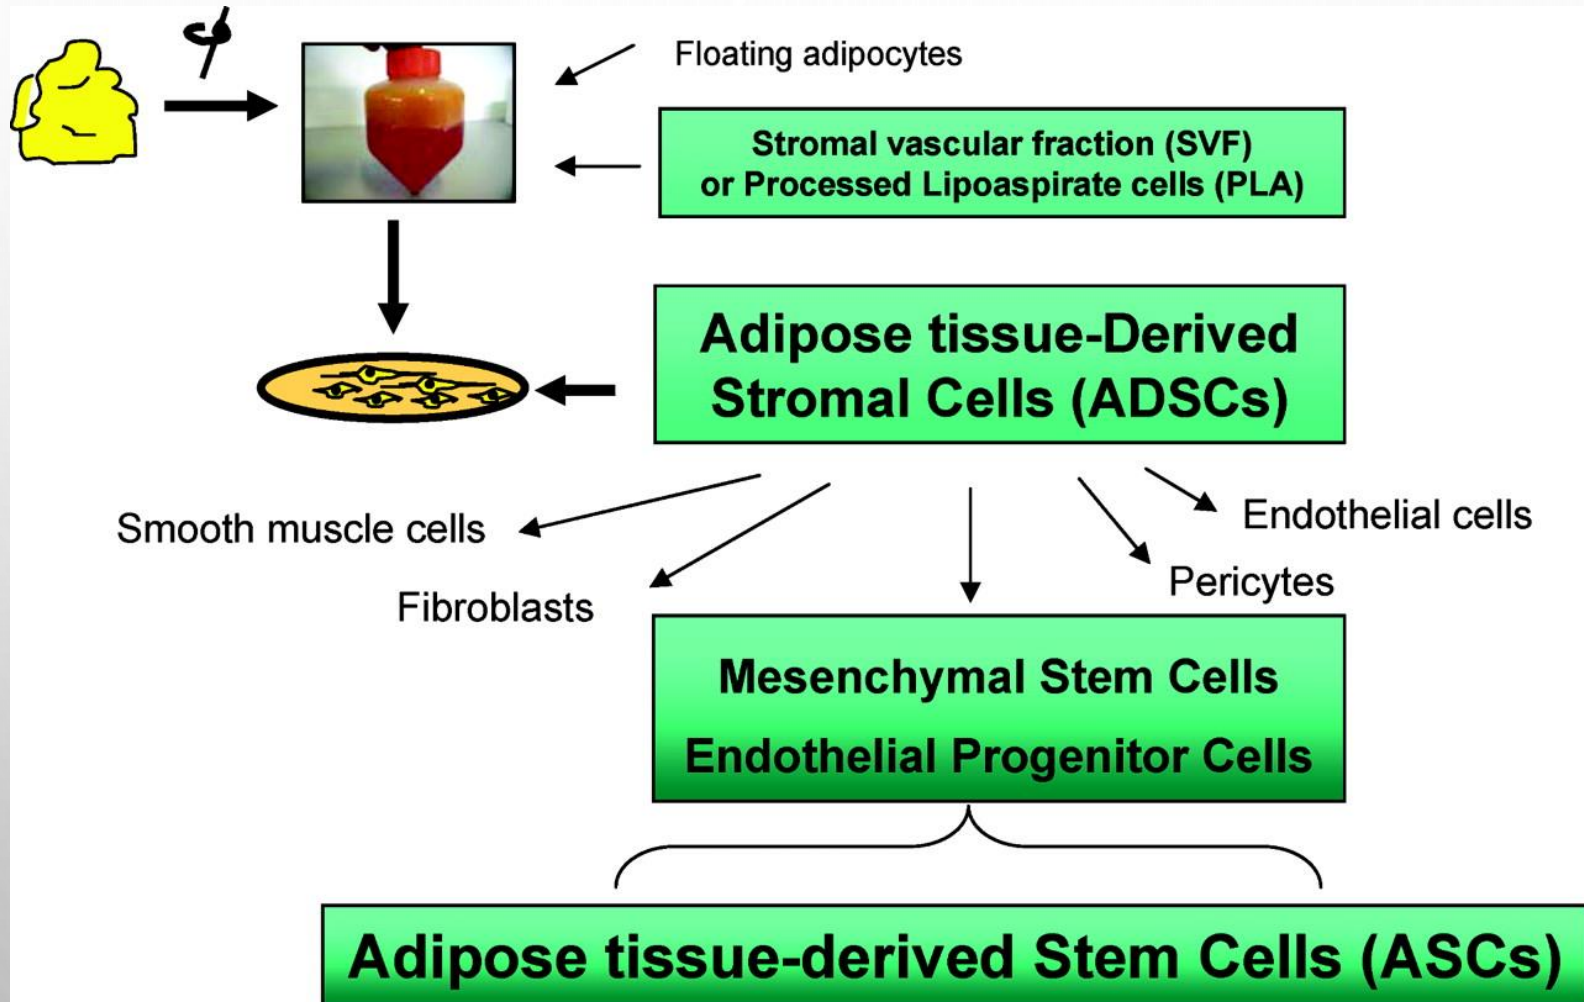 Floating adipocytes
Stromal vascular fraction (SVF)
or Processed Lipoaspirate cells (PLA)
Adipose tissue-Derived
Stromal Cells (ADSCs)
Smooth muscle cells
Fibroblasts
Endothelial cells
Pericytes
Mesenchymal Stem Cells
Endothelial Progenitor Cells
Adipose tissue-derived Stem Cells (ASCs)